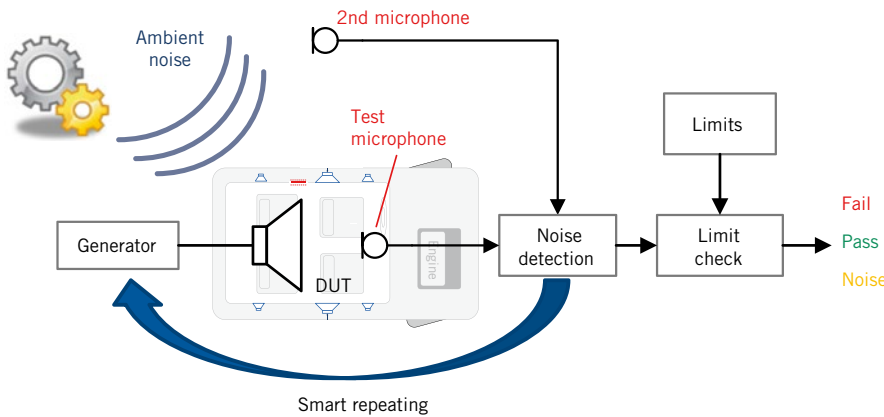 2nd microphone
Ambient
noise
Test
microphone
Limits
Fail
Generator
Engine
Noise
detection
Limit
check
Pass
DUT
Noise
Smart repeating